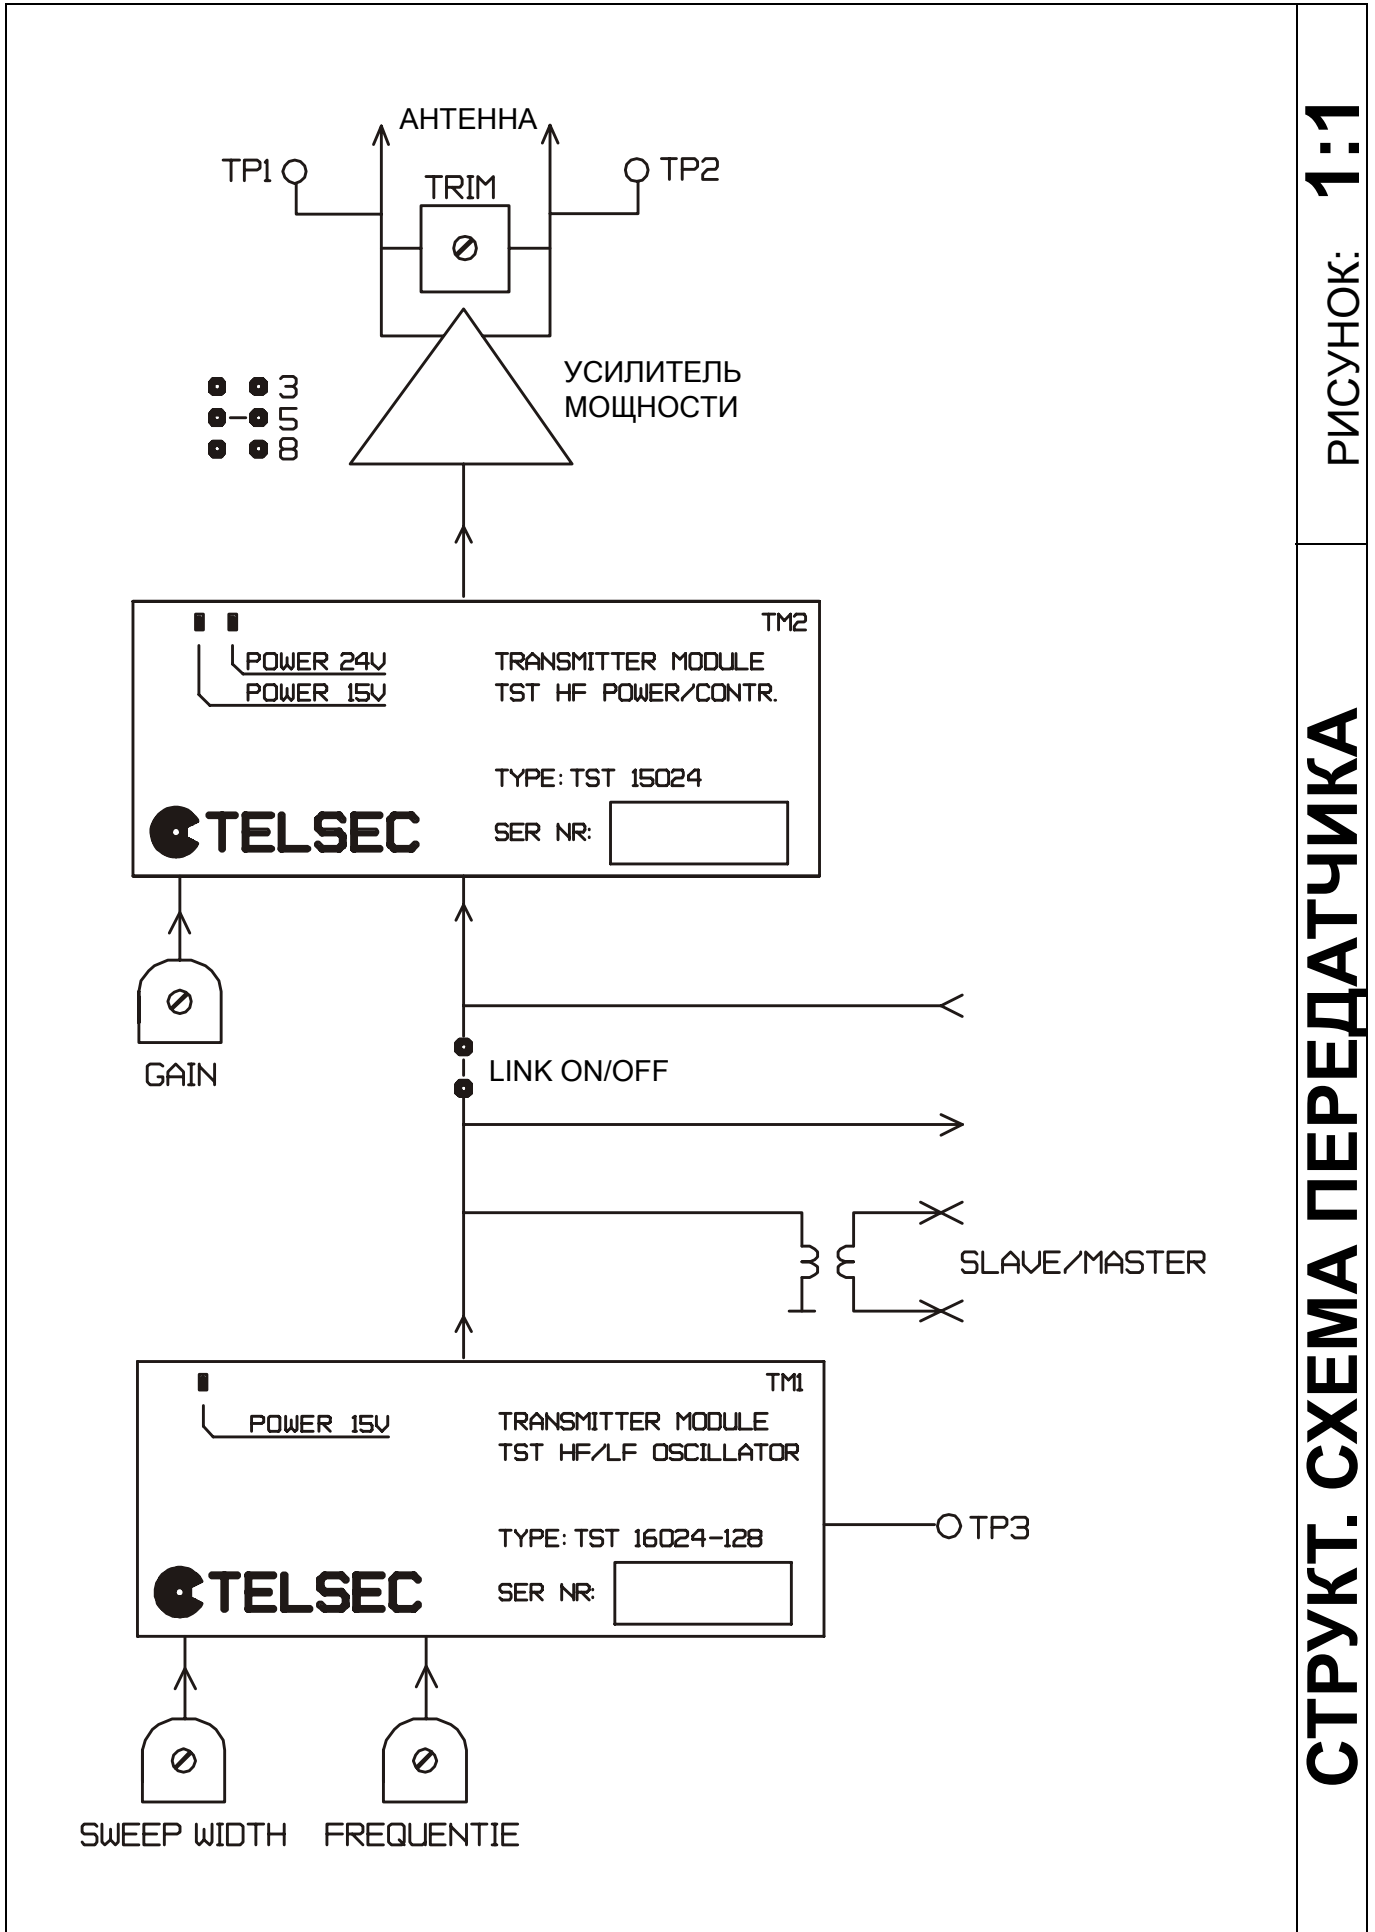 АНТЕННА
TP1
TP2
TRIM
УСИЛИТЕЛЬ
МОЩНОСТИ
3
5
8
TM2
POWER 24V
POWER 15V
TRANSMITTER MODULE
TST HF POWER/CONTR.
TYPE: TST 15024
TELSEC
SER NR:
GAIN
LINK ON/OFF
SLAVE/MASTER
TM1
POWER 15V
TRANSMITTER MODULE
TST HF/LF OSCILLATOR
TYPE: TST 16024-128
TELSEC
SER NR:
TP3
SWEEP WIDTH
FREQUENTIE
СТРУКТ. СХЕМА ПЕРЕДАТЧИКА
РИСУНОК: 1:1